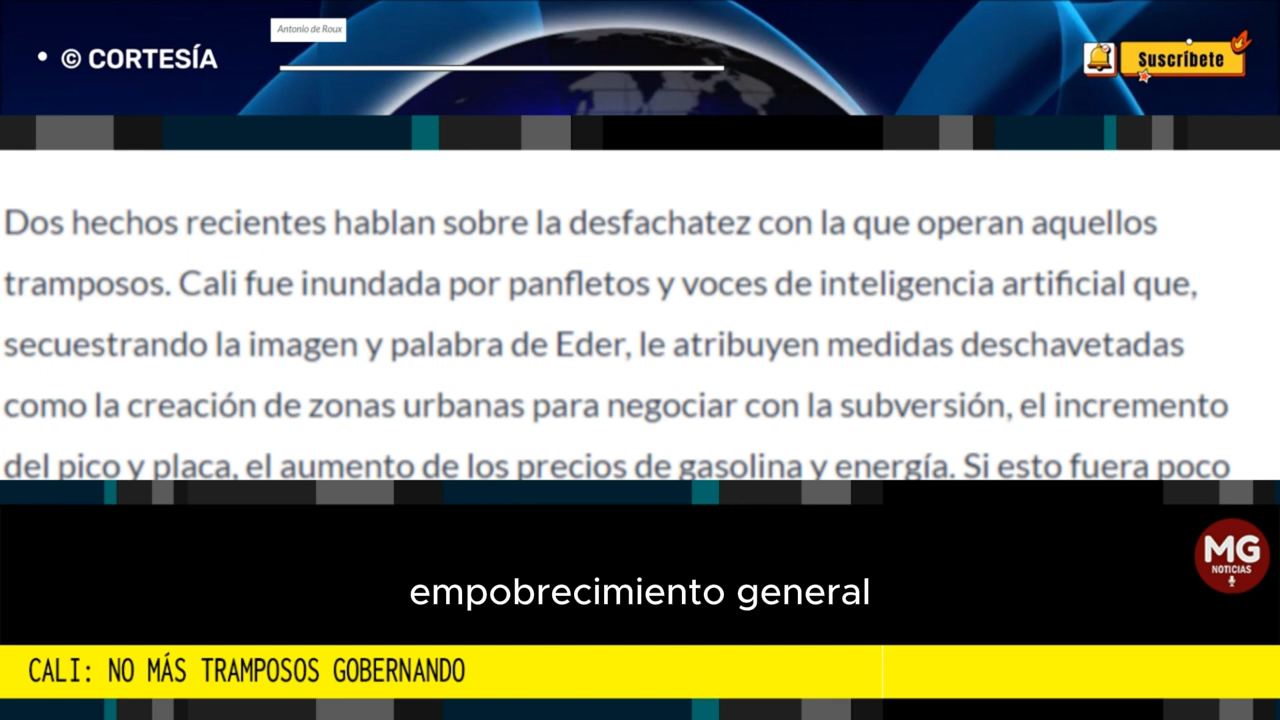 Antonio de Roux
• © CORTESÍA
Suscríbete
Dos hechos recientes hablan sobre la desfachatez con la que operan aquellos
tramposos. Cali fue inundada por panfletos y voces de inteligencia artificial que,
secuestrando la imagen y palabra de Eder, le atribuyen medidas deschavetadas
como la creación de zonas urbanas para negociar con la subversión, el incremento
del pico y placa, el aumento de los precios de gasolina y energía. Si esto fuera poco
MG
NOTICIAS
empobrecimiento general
CALI: NO MÁS TRAMPOSOS GOBERNANDO